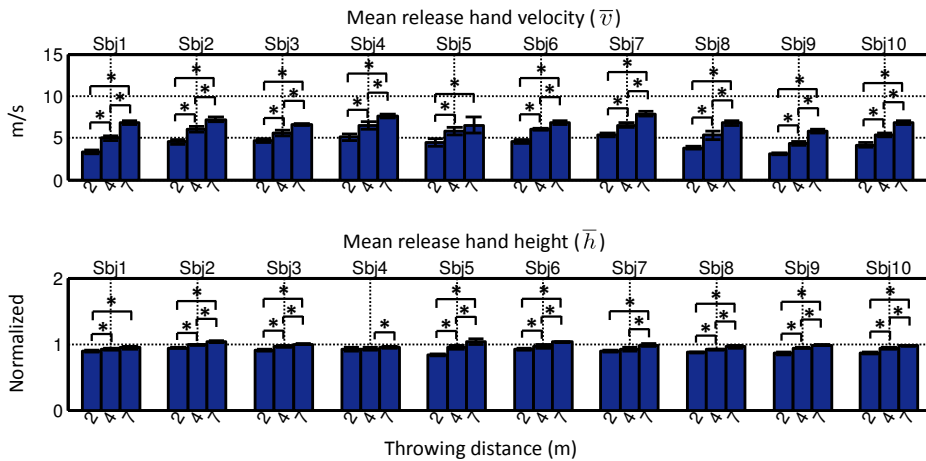 Mean release hand velocity (v̅)
Sbj1 Sbj2 Sbj3 Sbj4 Sbj5 Sbj6 Sbj7 Sbj8 Sbj9 Sbj10
15
10
m/s
5
0
* * * * * * * * * * * * * * * * * * * * * * * * * * * * *
2 4 7 2 4 7 2 4 7 2 4 7 2 4 7 2 4 7 2 4 7 2 4 7 2 4 7 2 4 7
Mean release hand height (h̅)
Sbj1 Sbj2 Sbj3 Sbj4 Sbj5 Sbj6 Sbj7 Sbj8 Sbj9 Sbj10
2
Normalized
1
0
* * * * * * * * * * * * * * * * * * * * * * * * * *
2 4 7 2 4 7 2 4 7 2 4 7 2 4 7 2 4 7 2 4 7 2 4 7 2 4 7 2 4 7
Throwing distance (m)